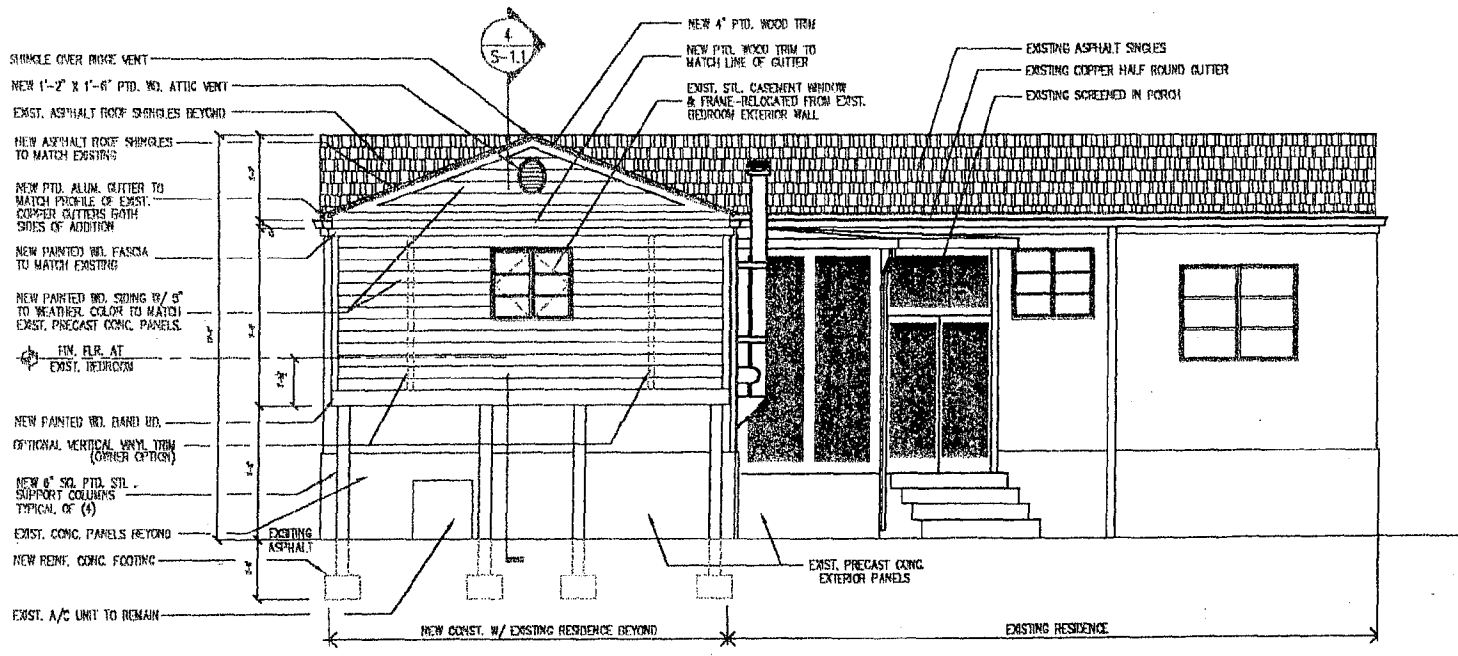 4
S-1.1
SHINGLE OVER RIDGE VENT
NEW 1'-2" X 1'-6" PTD. WD. ATTIC VENT
EXIST. ASPHALT ROOF SHINGLES BEYOND
NEW ASPHALT ROOF SHINGLES
TO MATCH EXISTING
NEW PTD. ALUM. GUTTER TO
MATCH PROFILE OF EXIST.
COPPER GUTTERS BOTH
SIDES OF ADDITION
NEW PAINTED WD. FASCIA
TO MATCH EXISTING
NEW PAINTED WD. SIDING W/ 9"
TO WEATHER. COLOR TO MATCH
EXIST. PRECAST CONC. PANELS.
FIN. FLR. AT
EXIST. BEDROOM
NEW PAINTED WD. BAND BD.
OPTIONAL VERTICAL VINYL TRIM
(OWNER OPTION)
NEW 6" SQ. PTD. STL.
SUPPORT COLUMNS
TYPICAL OF (4)
EXIST. CONC. PANELS BEYOND
NEW REINF. CONC. FOOTING
EXIST. A/C UNIT TO REMAIN
NEW 4" PTD. WOOD TRIM
NEW PTD. WOOD TRIM TO
MATCH LINE OF GUTTER
EXIST. STL. CASEMENT WINDOW
& FRAME-RELOCATED FROM EXIST.
BEDROOM EXTERIOR WALL
EXISTING ASPHALT SINGLES
EXISTING COPPER HALF ROUND GUTTER
EXISTING SCREENED IN PORCH
EXISTING
ASPHALT
EXIST. PRECAST CONC.
EXTERIOR PANELS
NEW CONST. W/ EXISTING RESIDENCE BEYOND
EXISTING RESIDENCE